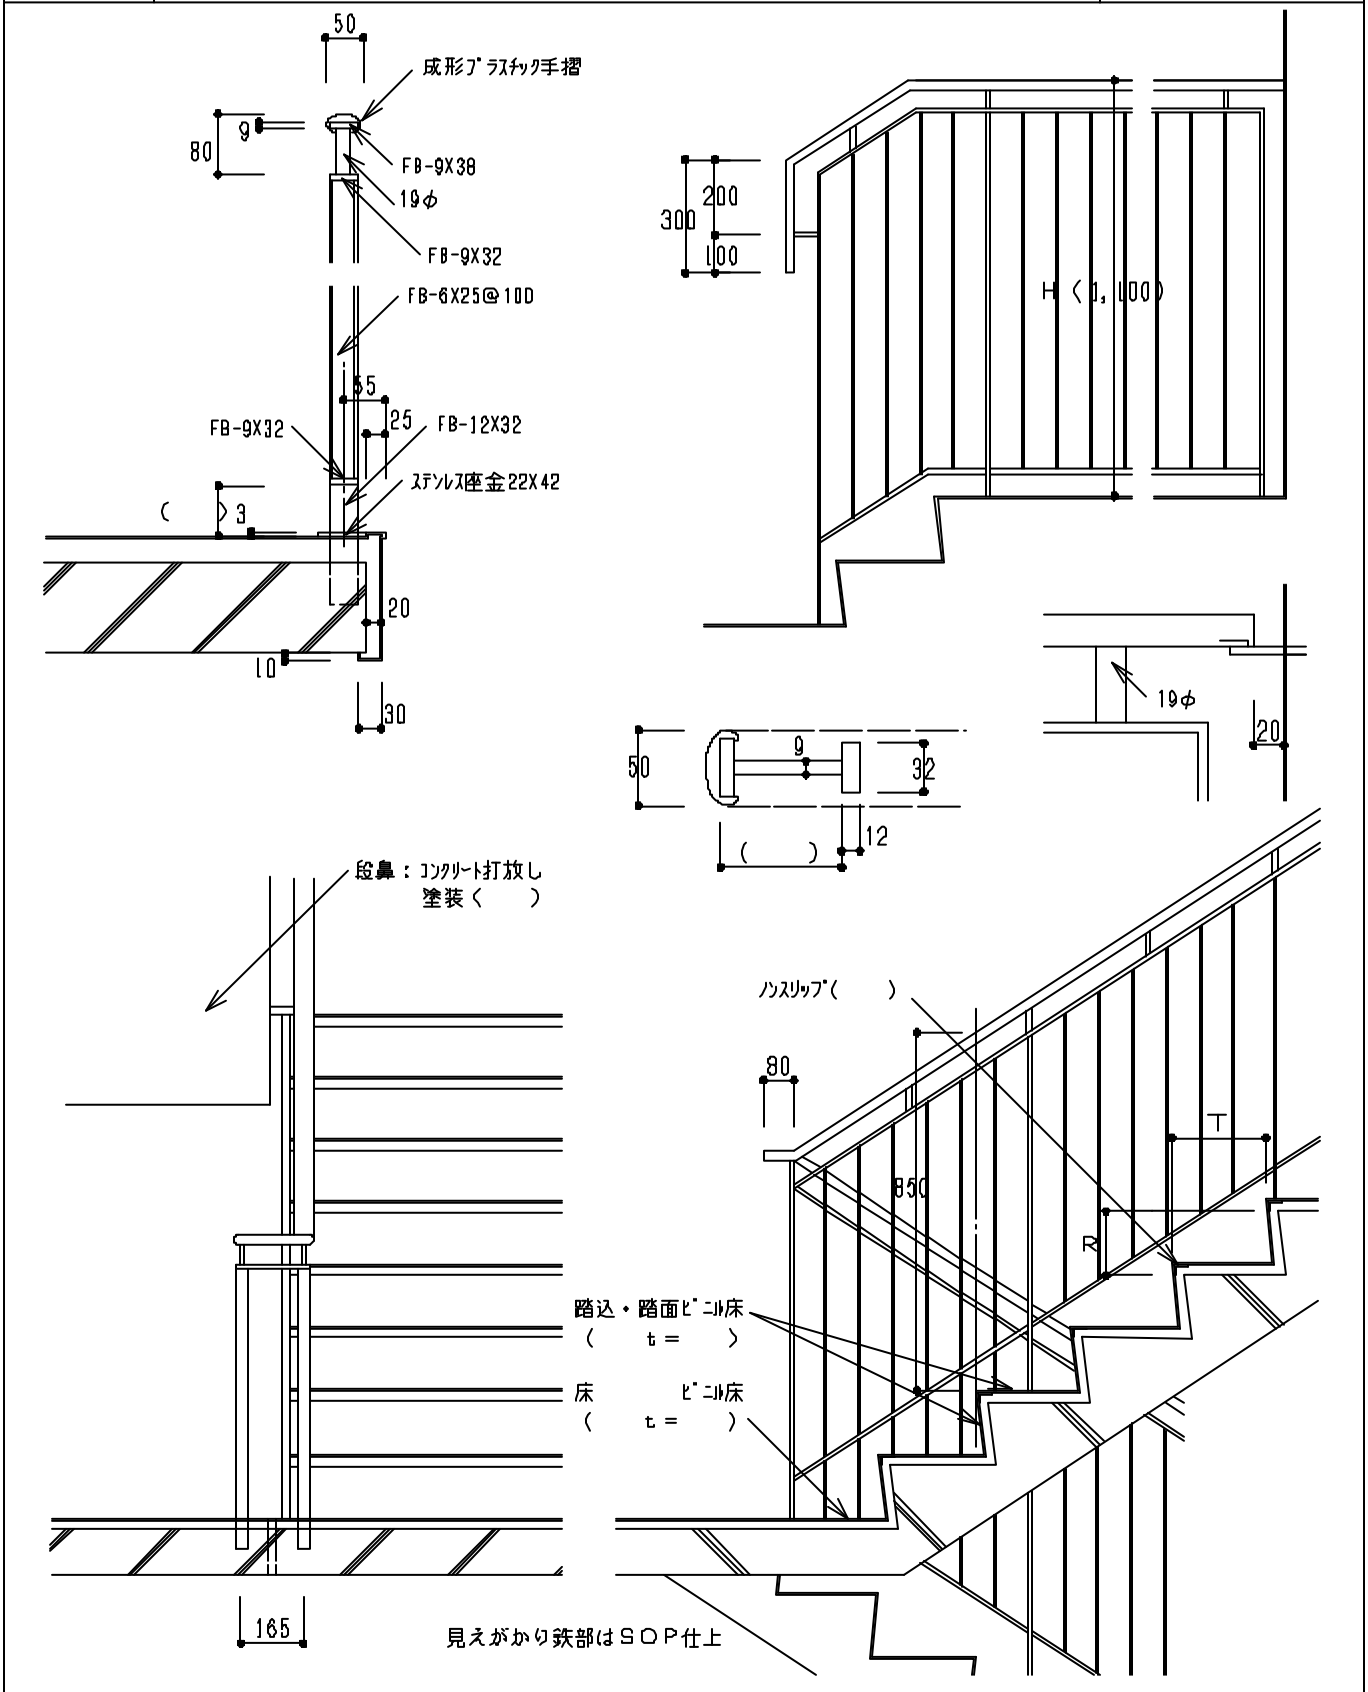 50
成形プラスチック手摺
9
80
FB-9X38
19φ
FB-9X32
FB-6X25@100
55
25
FB-9X32
FB-12X32
ステンレス座金22X42
(    )
3
20
10
30
200
300
100
H (1,100)
19φ
20
50
9
32
12
(    )
段鼻：コンクリート打放し
塗装(    )
ノンスリップ(    )
80
T
850
R
踏込・踏面ビニル床
(    t=    )
床    ビニル床
(    t=    )
165
見えがかり鉄部はSOP仕上